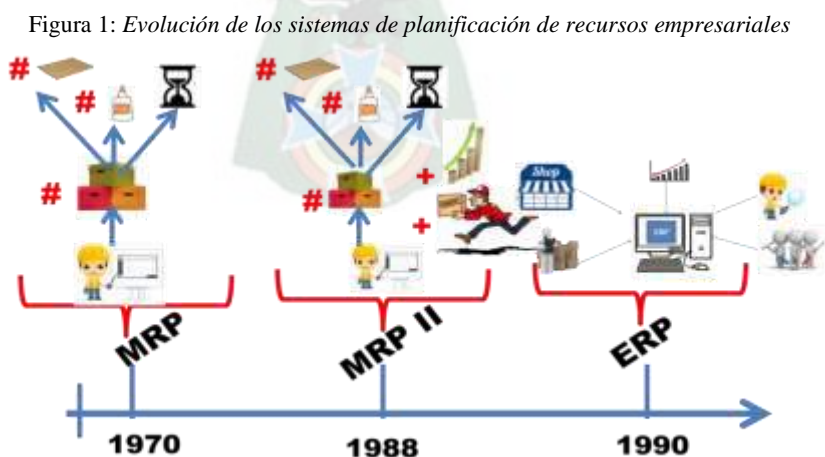 Figura 1: Evolución de los sistemas de planificación de recursos empresariales
# # #
#
# # #
#
+
+
Shop
ERP
MRP
MRP II
ERP
1970
1988
1990